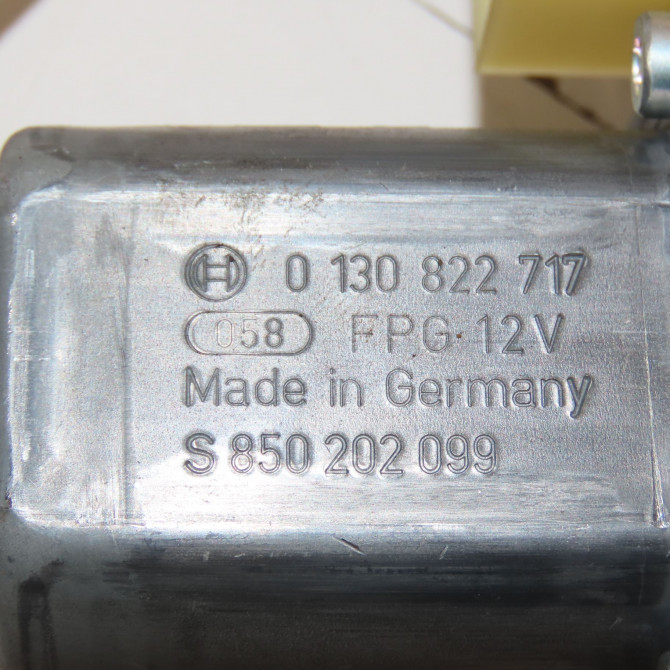 0 130 822 717
058 FPG 12V
Made in Germany
S 850 202 099